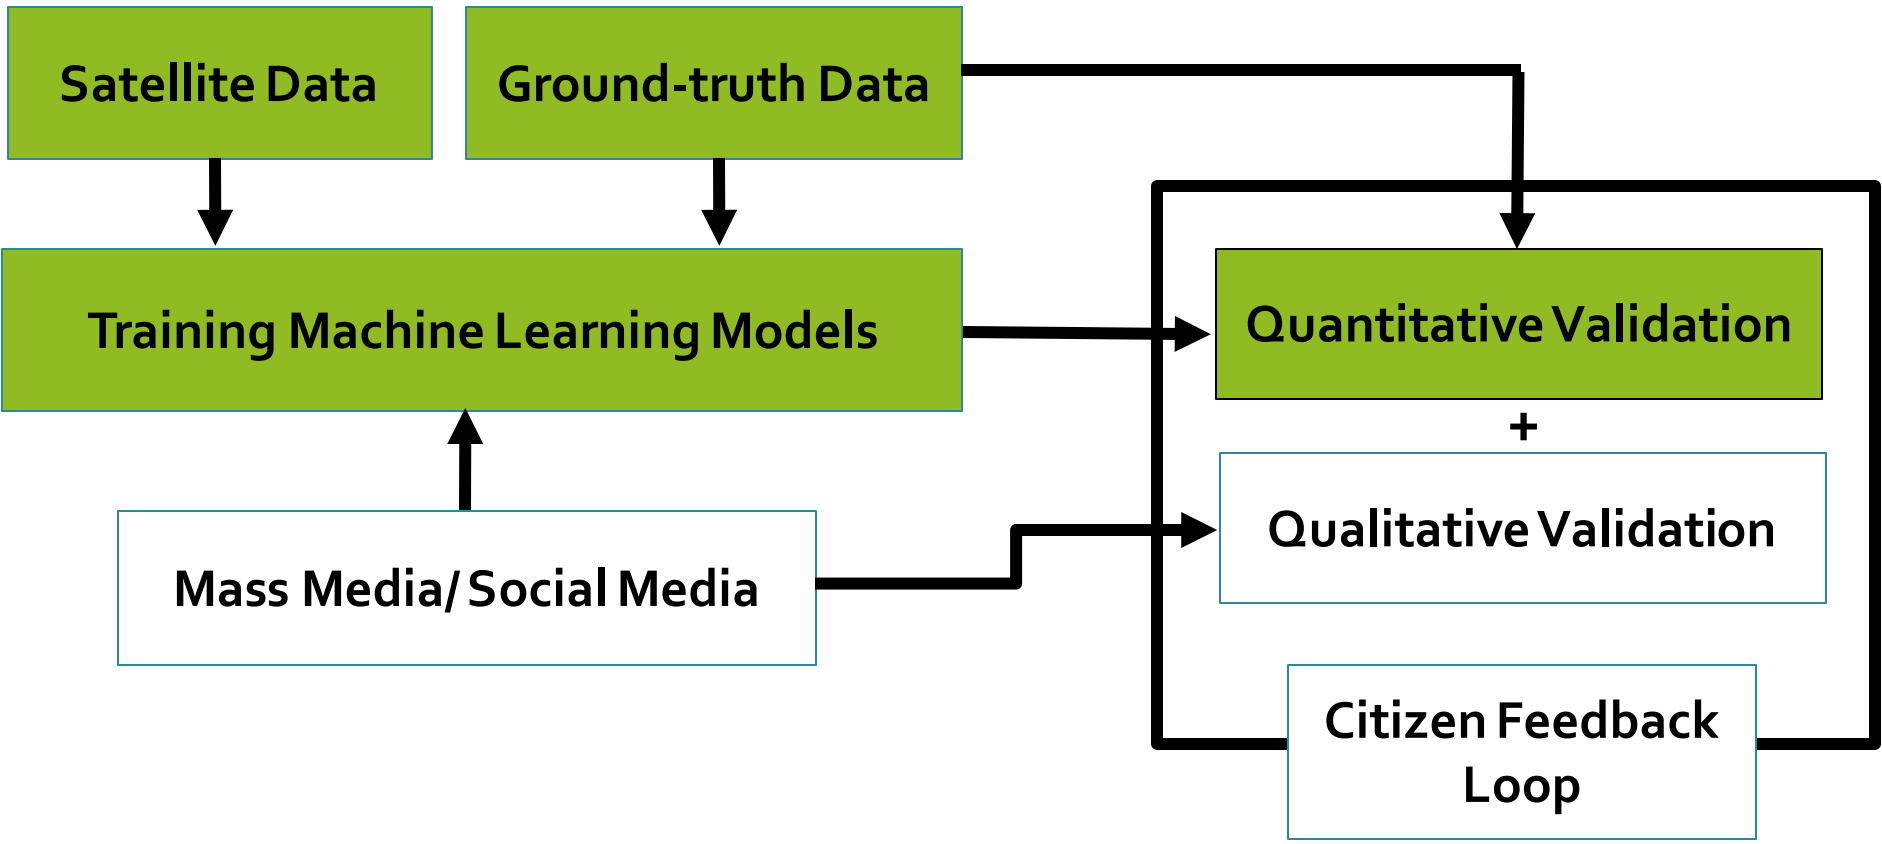 Satellite Data
Ground-truth Data
Training Machine Learning Models
Quantitative Validation
+
Qualitative Validation
Mass Media/ Social Media
Citizen Feedback
Loop